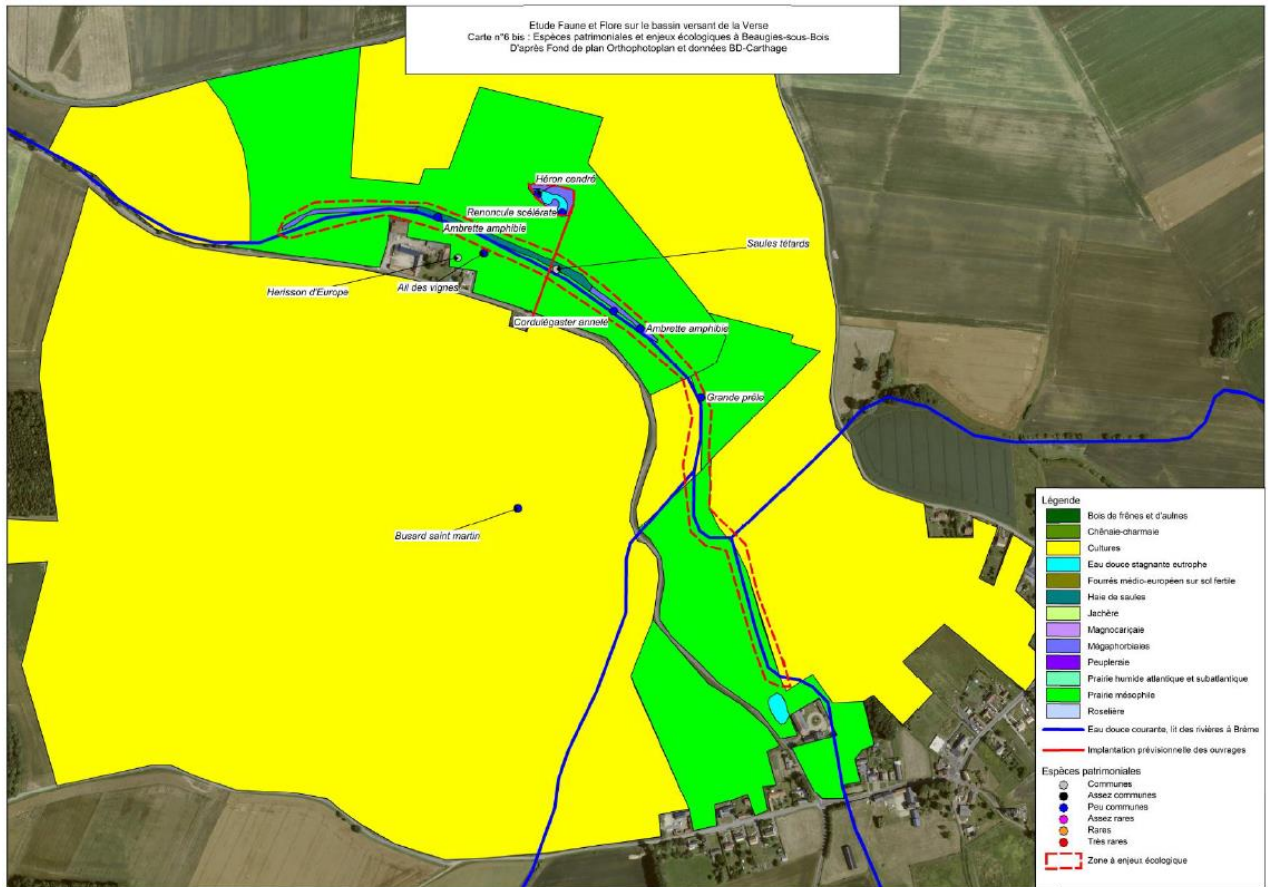 Etude Faune et Flore sur le bassin versant de la Verse
Carte n°6 bis : Espèces patrimoniales et enjeux écologiques à Beaugies-sous-Bois
D'après Fond de plan Orthophotoplan et données BD-Carthage
Héron cendré
Renoncule scélérate
Ambrette amphibie
Saules têtards
Herisson d'Europe
Ail des vignes
Cordulégaster annelé
Ambrette amphibie
Grande prêle
Busard saint martin
Légende
Bois de frênes et d'aulnes
Chênaie-charmaie
Cultures
Eau douce stagnante eutrophe
Fourrés médio-européen sur sol fertile
Haie de saules
Jachère
Magnocariçaie
Mégaphorbiaies
Peupleraie
Prairie humide atlantique et subatlantique
Prairie mésophile
Roselière
Eau douce courante, lit des rivières à Brème
Implantation prévisionnelle des ouvrages
Espèces patrimoniales
Communes
Assez communes
Peu communes
Assez rares
Rares
Très rares
Zone à enjeux écologique